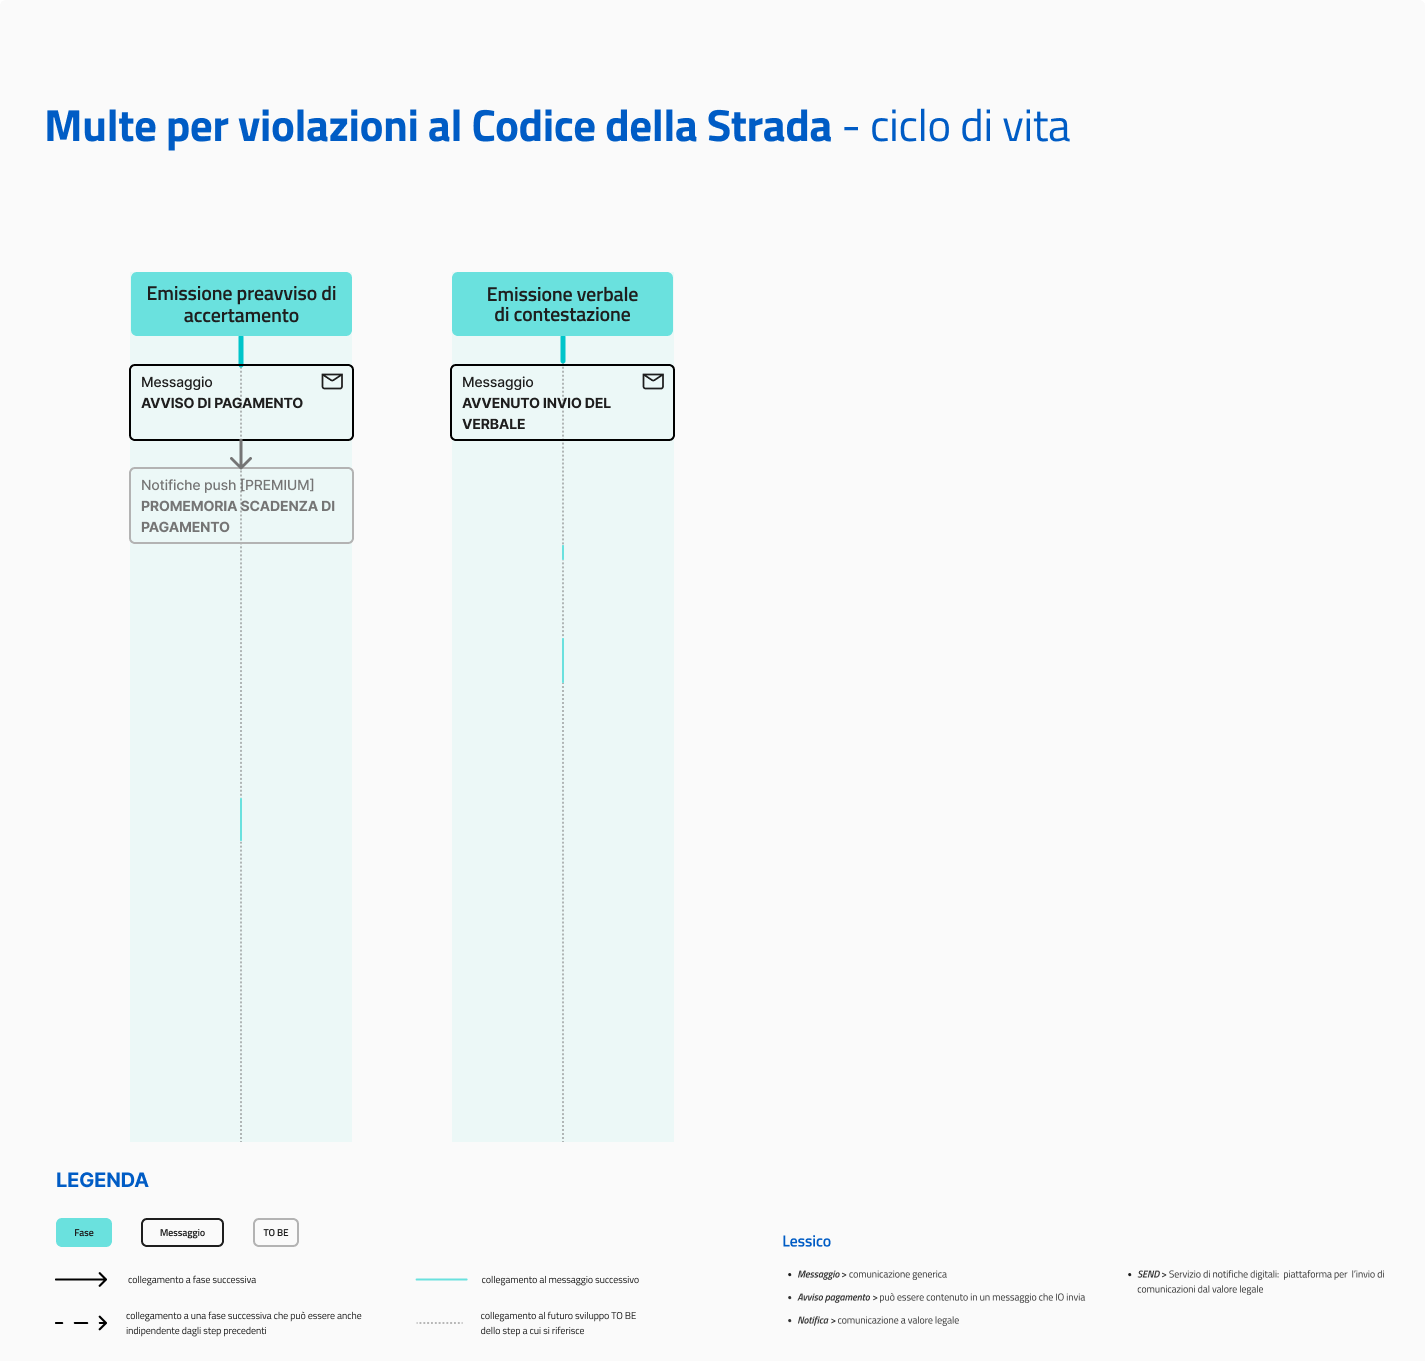 Multe per violazioni al Codice della Strada - ciclo di vita
Emissione preavviso di
accertamento
Messaggio
AVVISO DI PAGAMENTO
Notifiche push [PREMIUM]
PROMEMORIA SCADENZA DI
PAGAMENTO
Emissione verbale
di contestazione
Messaggio
AVVENUTO INVIO DEL
VERBALE
LEGENDA
Fase
Messaggio
TO BE
collegamento a fase successiva
collegamento al messaggio successivo
collegamento a una fase successiva che può essere anche
indipendente dagli step precedenti
collegamento al futuro sviluppo TO BE
dello step a cui si riferisce
Lessico
• Messaggio > comunicazione generica
• Avviso pagamento > può essere contenuto in un messaggio che IO invia
• Notifica > comunicazione a valore legale
• SEND > Servizio di notifiche digitali: piattaforma per l'invio di
comunicazioni dal valore legale